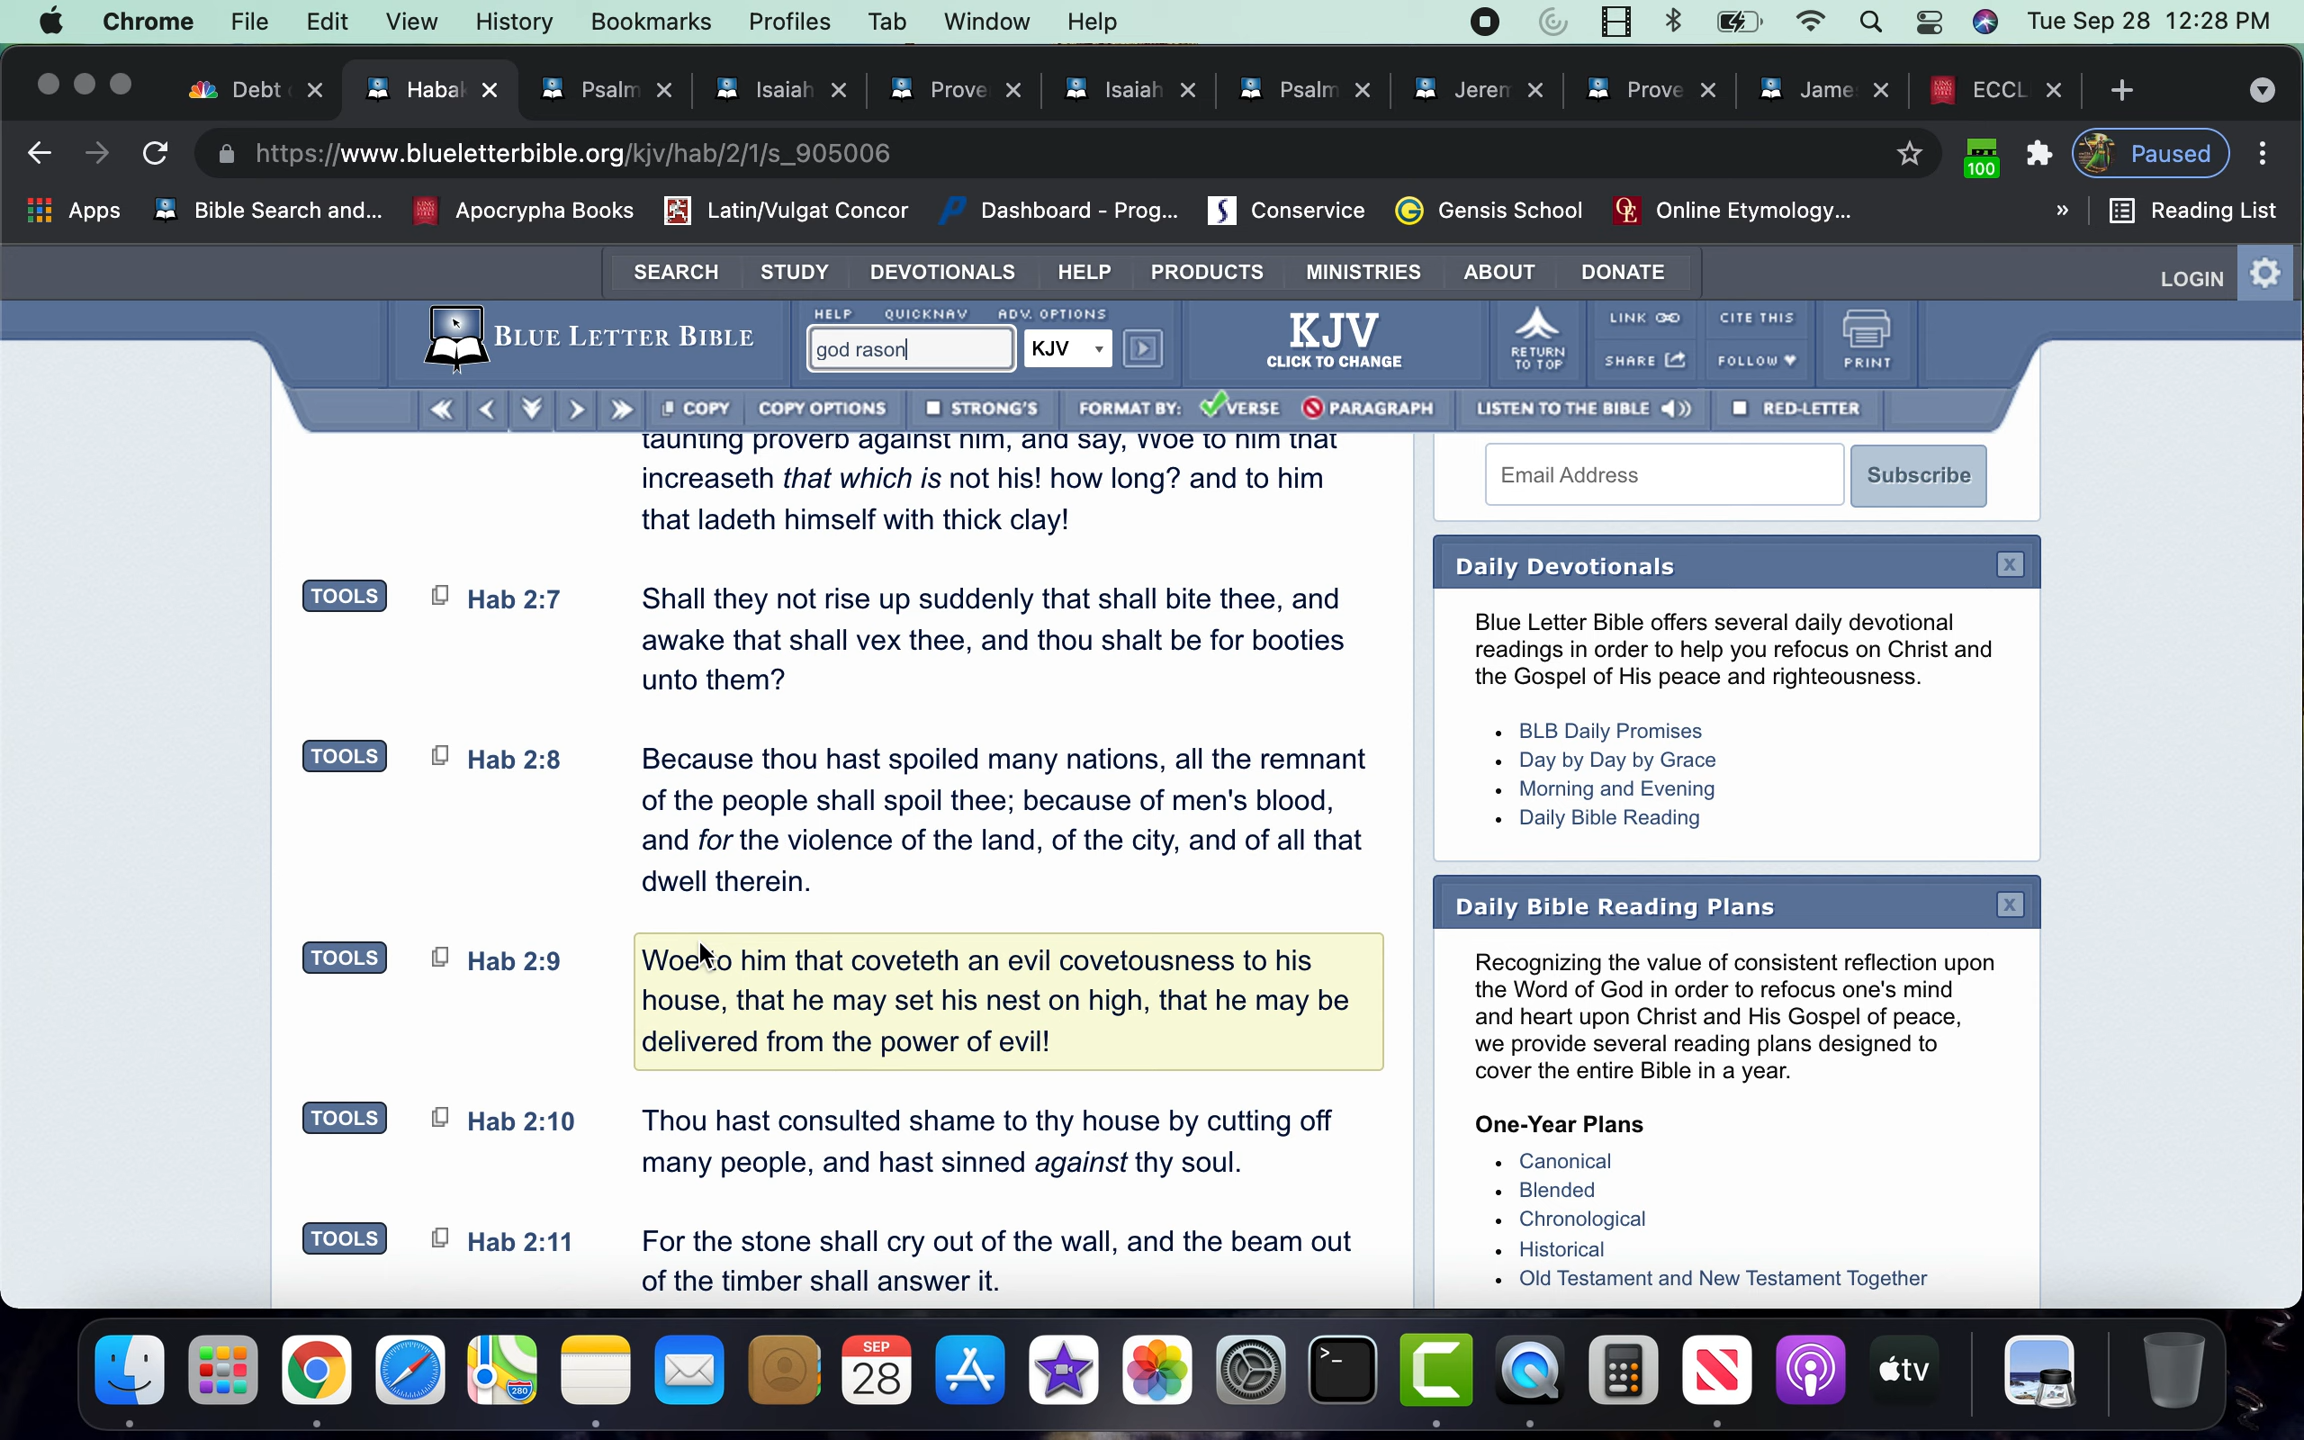 Chrome File Edit View History Bookmarks Profiles Tab Window Help Tue Sep 28 12:28 PM
Debt Habak Psalm Isaiah Prove Isaiah Psalm Jerem Prove Jame ECCL
https://www.blueletterbible.org/kjv/hab/2/1/s_905006 100 Paused
Apps Bible Search and... Apocrypha Books Latin/Vulgat Concor Dashboard - Prog... Conservice Gensis School Online Etymology... » Reading List
SEARCH STUDY DEVOTIONALS HELP PRODUCTS MINISTRIES ABOUT DONATE LOGIN
HELP QUICKNAV ADV. OPTIONS
BLUE LETTER BIBLE
god rason KJV
KJV
CLICK TO CHANGE
RETURN
TO TOP
LINK CITE THIS
SHARE FOLLOW
PRINT
COPY COPY OPTIONS STRONG'S FORMAT BY: VERSE PARAGRAPH LISTEN TO THE BIBLE RED-LETTER
taunting proverb against him, and say, Woe to him that
increaseth that which is not his! how long? and to him
that ladeth himself with thick clay!
TOOLS Hab 2:7 Shall they not rise up suddenly that shall bite thee, and
awake that shall vex thee, and thou shalt be for booties
unto them?
TOOLS Hab 2:8 Because thou hast spoiled many nations, all the remnant
of the people shall spoil thee; because of men's blood,
and for the violence of the land, of the city, and of all that
dwell therein.
TOOLS Hab 2:9 Woe to him that coveteth an evil covetousness to his
house, that he may set his nest on high, that he may be
delivered from the power of evil!
TOOLS Hab 2:10 Thou hast consulted shame to thy house by cutting off
many people, and hast sinned against thy soul.
TOOLS Hab 2:11 For the stone shall cry out of the wall, and the beam out
of the timber shall answer it.
Email Address Subscribe
Daily Devotionals X
Blue Letter Bible offers several daily devotional
readings in order to help you refocus on Christ and
the Gospel of His peace and righteousness.
• BLB Daily Promises
• Day by Day by Grace
• Morning and Evening
• Daily Bible Reading
Daily Bible Reading Plans X
Recognizing the value of consistent reflection upon
the Word of God in order to refocus one's mind
and heart upon Christ and His Gospel of peace,
we provide several reading plans designed to
cover the entire Bible in a year.
One-Year Plans
• Canonical
• Blended
• Chronological
• Historical
• Old Testament and New Testament Together
280
SEP
28
tv